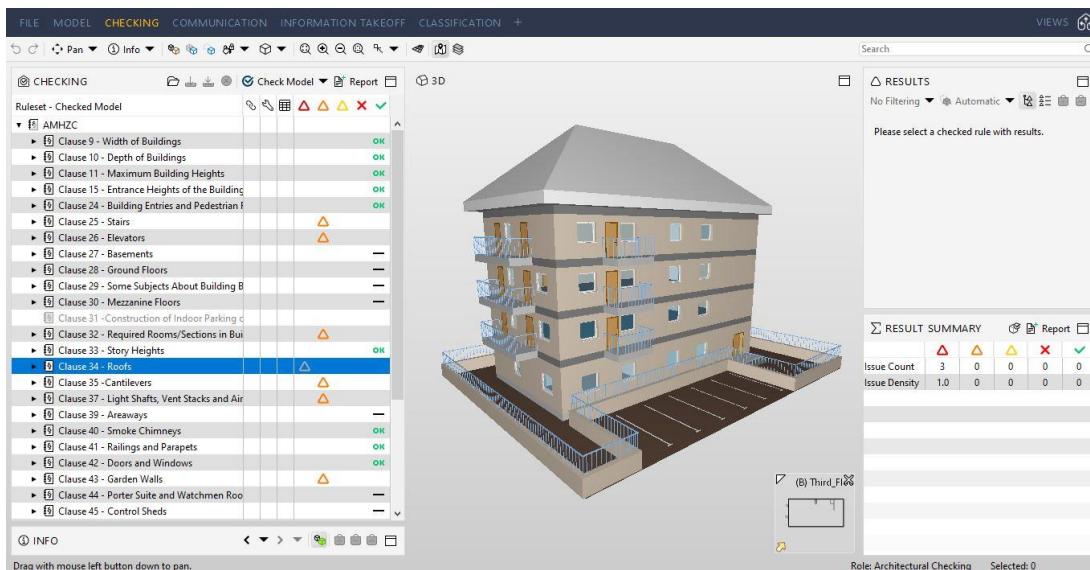 FILE MODEL CHECKING COMMUNICATION INFORMATION TAKEOFF CLASSIFICATION + VIEWS
Pan Info Search
CHECKING Check Model Report
Ruleset - Checked Model
AMHZC
Clause 9 - Width of Buildings OK
Clause 10 - Depth of Buildings OK
Clause 11 - Maximum Building Heights OK
Clause 15 - Entrance Heights of the Building OK
Clause 24 - Building Entries and Pedestrian F OK
Clause 25 - Stairs
Clause 26 - Elevators
Clause 27 - Basements —
Clause 28 - Ground Floors —
Clause 29 - Some Subjects About Building B —
Clause 30 - Mezzanine Floors —
Clause 31 -Construction of Indoor Parking c
Clause 32 - Required Rooms/Sections in Bui
Clause 33 - Story Heights OK
Clause 34 - Roofs
Clause 35 -Cantilevers
Clause 37 - Light Shafts, Vent Stacks and Air
Clause 39 - Areaways —
Clause 40 - Smoke Chimneys OK
Clause 41 - Railings and Parapets OK
Clause 42 - Doors and Windows OK
Clause 43 - Garden Walls
Clause 44 - Porter Suite and Watchmen Roo —
Clause 45 - Control Sheds —
INFO
Drag with mouse left button down to pan.
3D
(B) Third_Fl
RESULTS
No Filtering Automatic
Please select a checked rule with results.
RESULT SUMMARY Report
Issue Count 3 0 0 0 0
Issue Density 1.0 0 0 0 0
Role: Architectural Checking Selected: 0